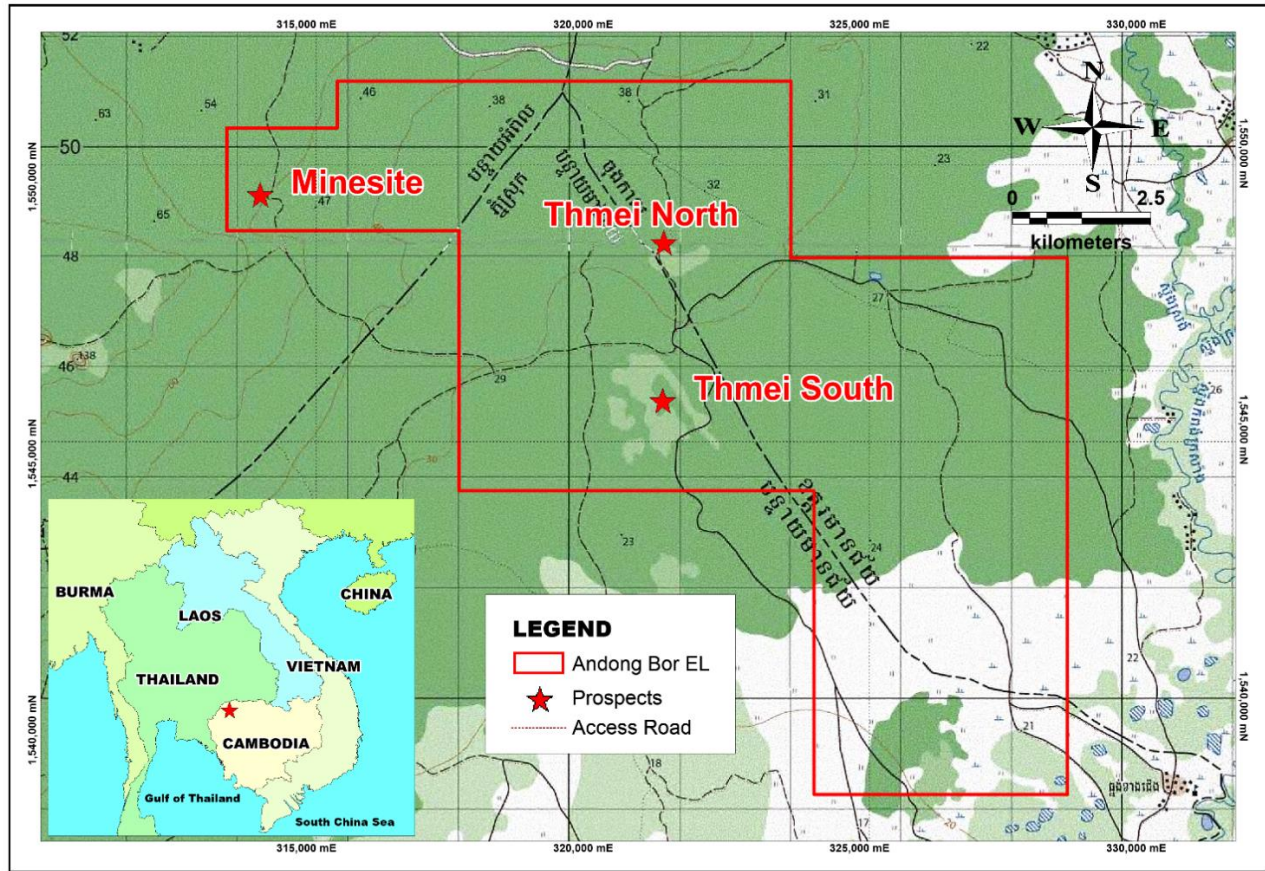 315,000 mE
320,000 mE
325,000 mE
330,000 mE
52
22
N
W
E
S
63
54
46
38
38
31
50
1,550,000 mN
1,550,000 mN
23
Minesite
47
65
32
Thmei North
0
2.5
kilometers
48
27
46
138
29
26
Thmei South
1,545,000 mN
1,545,000 mN
44
23
24
BURMA
LAOS
CHINA
THAILAND
VIETNAM
CAMBODIA
Gulf of Thailand
South China Sea
LEGEND
Andong Bor EL
Prospects
Access Road
22
1,540,000 mN
1,540,000 mN
21
18
17
20
315,000 mE
320,000 mE
325,000 mE
330,000 mE